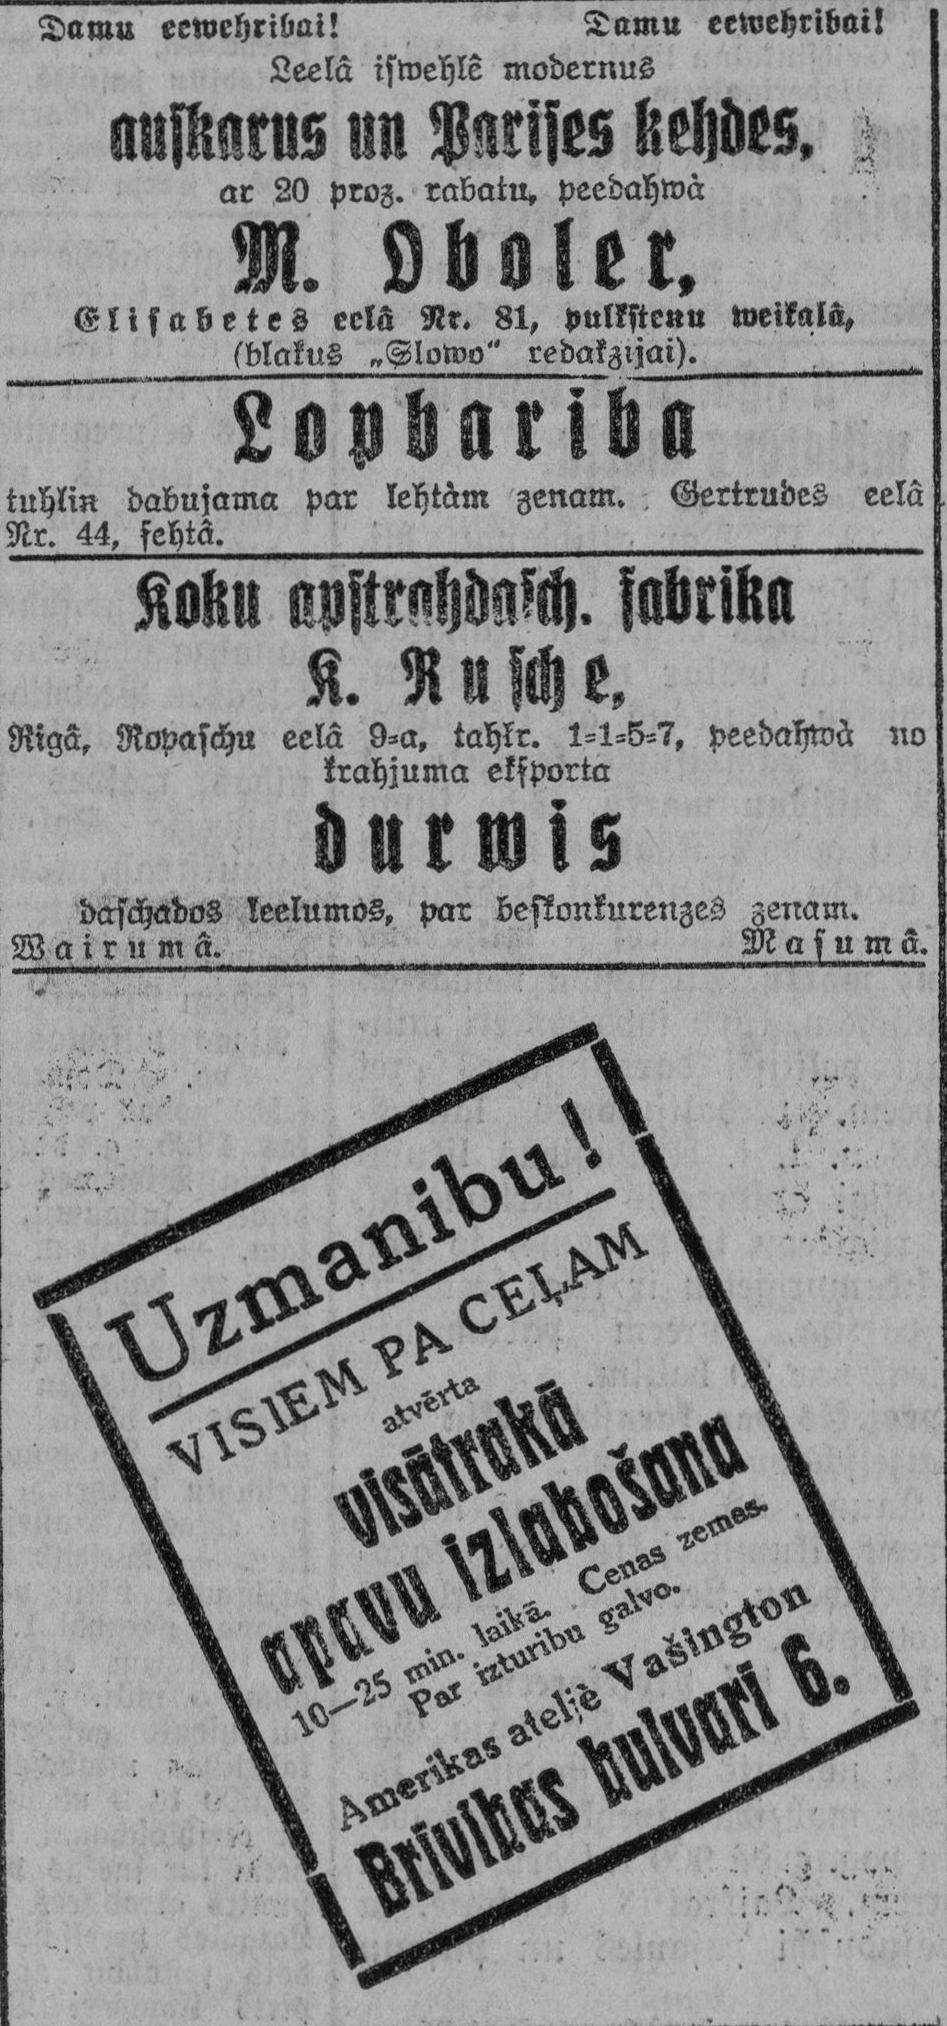 Damu eewehribai! Damu eewehribai!
Leelâ iſwehlê modernus
auſkarus un Pariſes kehdes,
ar 20 proz. rabatu, peedahwà
M. Oboler,
Eliſabetes eelâ Nr. 81, pulkſtenu weikalâ,
(blakus „Slowo“ redakzijai).
Lopbariba
tuhlin dabujama par lehtàm zenam. Gertrudes eelâ
Nr. 44, ſehtâ.
Koku apſtrahdaſch. fabrika
K. Ruſche,
Rigâ, Ropaſchu eelâ 9-a, tahlr. 1-1-5-7, peedahwà no
krahjuma ekſporta
durwis
daſchados leelumos, par beſkonkurenzes zenam.
Wairumâ. Maſumâ.
Uzmanibu!
VISIEM PA CEĻAM
atvērta
visātrakā
apavu izlabošana
10—25 min. laikā. Cenas zemas.
Par izturibu galvo.
Amerikas ateljè Vašington
Brīvibas bulvarī 6.